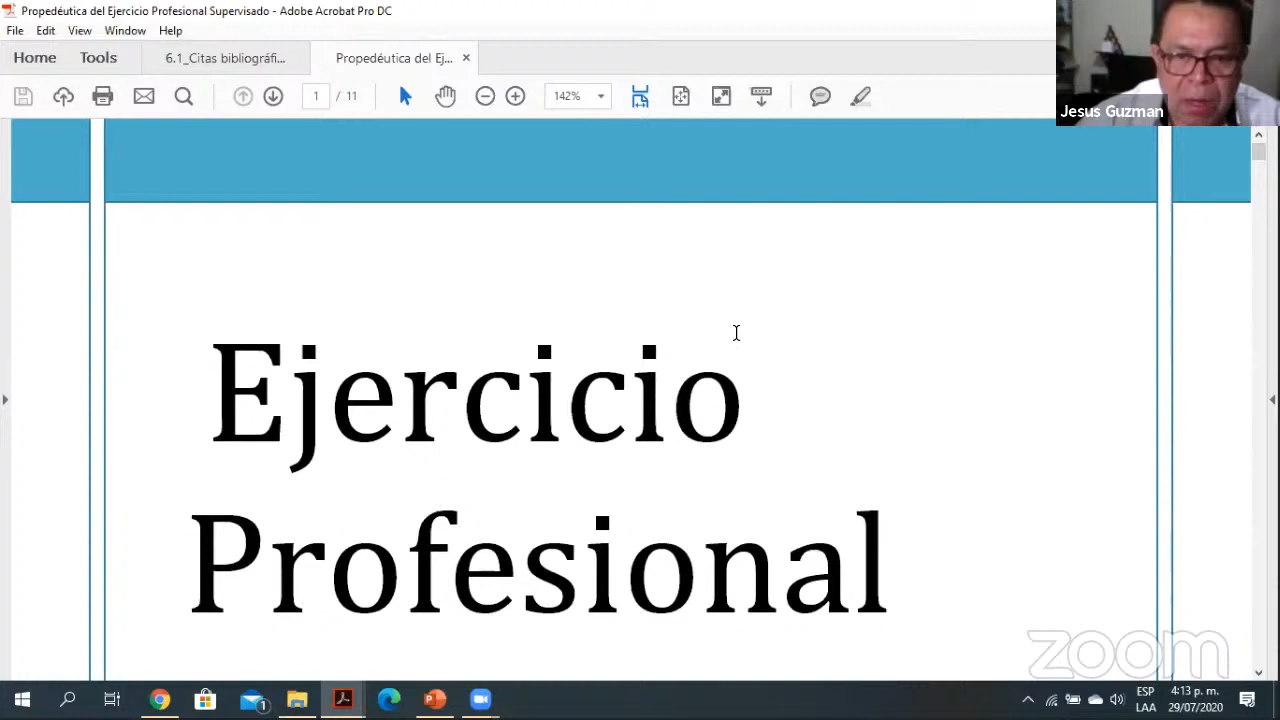 Propedéutica del Ejercicio Profesional Supervisado - Adobe Acrobat Pro DC
File Edit View Window Help
Home Tools 6.1_Citas bibliográfi... Propedéutica del Ej... ×
1 / 11 142%
Jesus Guzman
Ejercicio
Profesional
zoom
1
ESP 4:13 p. m.
LAA 29/07/2020